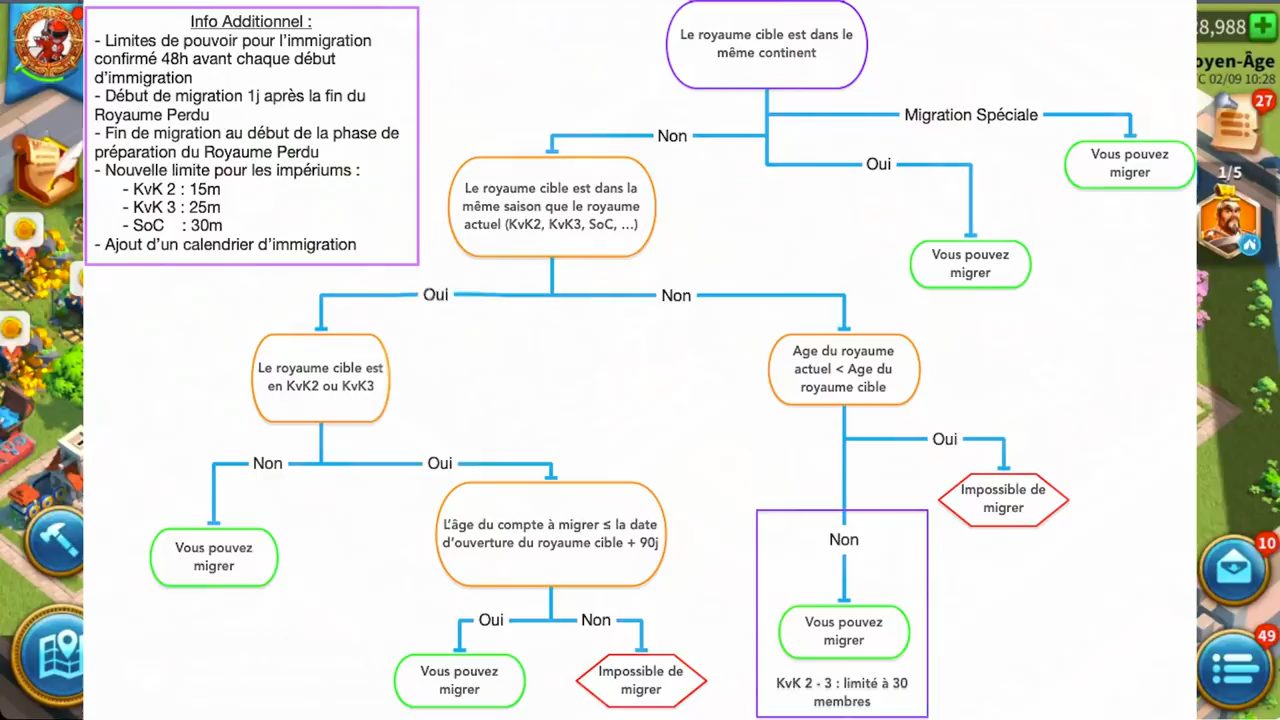 Info Additionnel :
- Limites de pouvoir pour l'immigration
confirmé 48h avant chaque début
d'immigration
- Début de migration 1j après la fin du
Royaume Perdu
- Fin de migration au début de la phase de
préparation du Royaume Perdu
- Nouvelle limite pour les impériums :
- KvK 2 : 15m
- KvK 3 : 25m
- SoC : 30m
- Ajout d'un calendrier d'immigration
Le royaume cible est dans le
même continent
Migration Spéciale
Vous pouvez
migrer
Non
Oui
Vous pouvez
migrer
Le royaume cible est dans la
même saison que le royaume
actuel (KvK2, KvK3, SoC, ...)
Oui
Non
Le royaume cible est
en KvK2 ou KvK3
Age du royaume
actuel < Age du
royaume cible
Non
Oui
Oui
Vous pouvez
migrer
L'âge du compte à migrer ≤ la date
d'ouverture du royaume cible + 90j
Impossible de
migrer
Oui
Non
Vous pouvez
migrer
Impossible de
migrer
Non
Vous pouvez
migrer
KvK 2 - 3 : limité à 30
membres
8,988
oyen-Âge
C 02/09 10:28
27
1/5
10
49